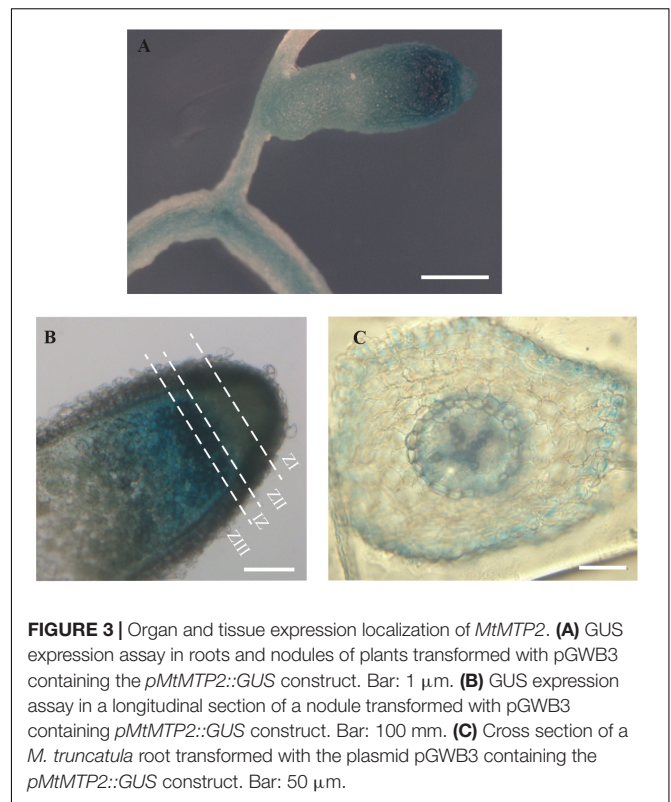 A
B
C
ZI
ZII
IZ
ZIII
FIGURE 3 | Organ and tissue expression localization of MtMTP2. (A) GUS
expression assay in roots and nodules of plants transformed with pGWB3
containing the pMtMTP2::GUS construct. Bar: 1 μm. (B) GUS expression
assay in a longitudinal section of a nodule transformed with pGWB3
containing pMtMTP2::GUS construct. Bar: 100 mm. (C) Cross section of a
M. truncatula root transformed with the plasmid pGWB3 containing the
pMtMTP2::GUS construct. Bar: 50 μm.